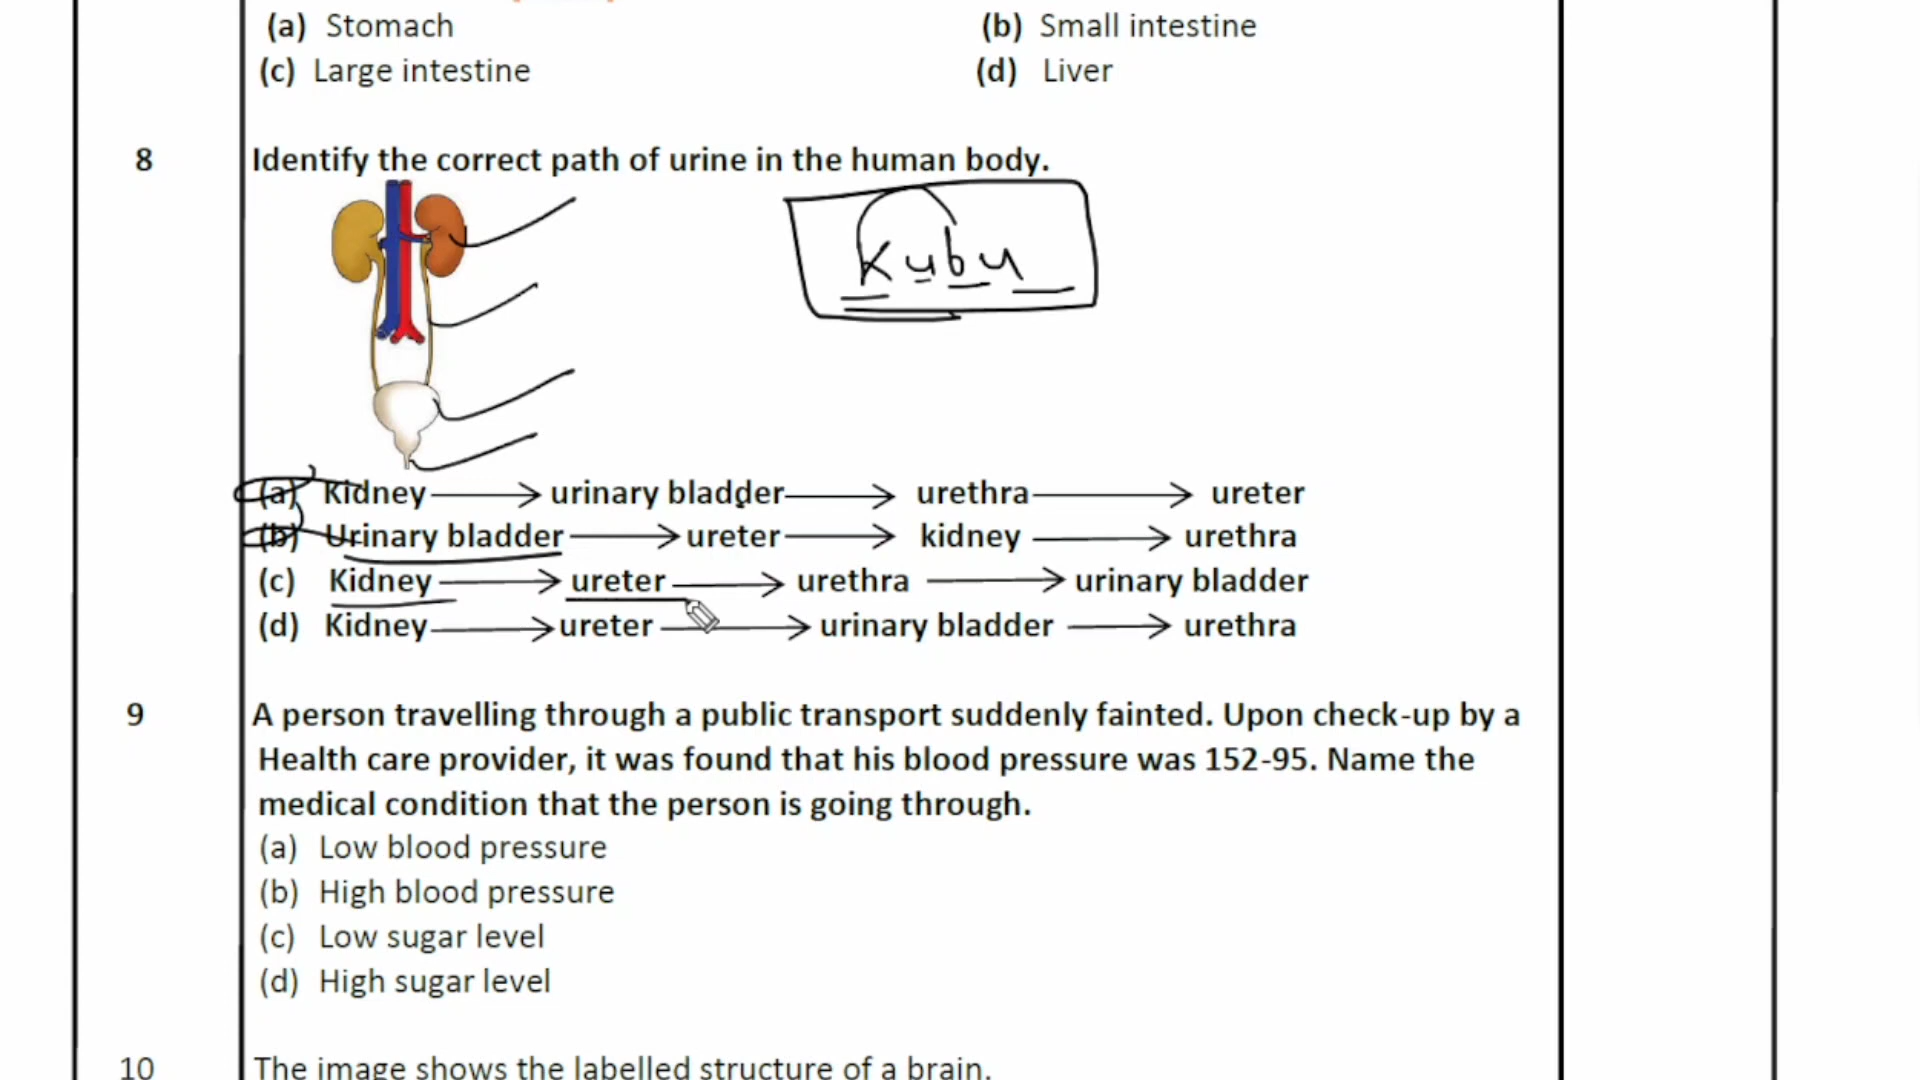 (a) Stomach (b) Small intestine
(c) Large intestine (d) Liver
8 Identify the correct path of urine in the human body.
Kubu
(a) Kidney → urinary bladder → urethra → ureter
(b) Urinary bladder → ureter → kidney → urethra
(c) Kidney → ureter → urethra → urinary bladder
(d) Kidney → ureter → urinary bladder → urethra
9 A person travelling through a public transport suddenly fainted. Upon check-up by a
Health care provider, it was found that his blood pressure was 152-95. Name the
medical condition that the person is going through.
(a) Low blood pressure
(b) High blood pressure
(c) Low sugar level
(d) High sugar level
10 The image shows the labelled structure of a brain.